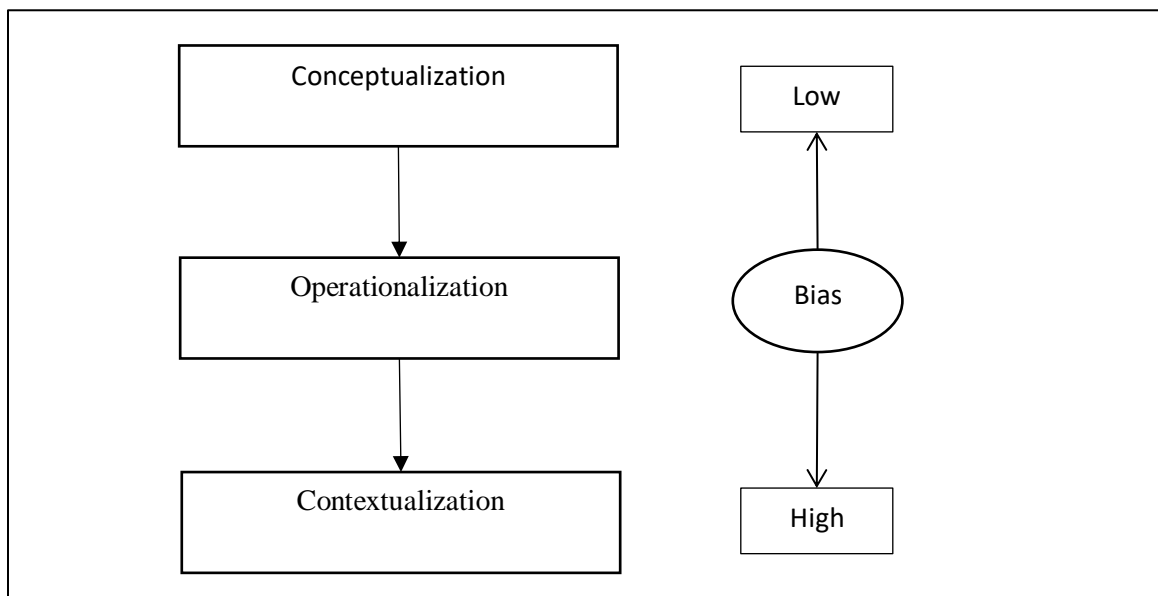 Conceptualization
Low
Operationalization
Bias
Contextualization
High